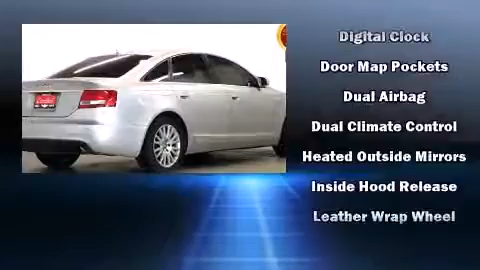 Digital Clock
Door Map Pockets
Dual Airbag
Dual Climate Control
Heated Outside Mirrors
Inside Hood Release
Leather Wrap Wheel